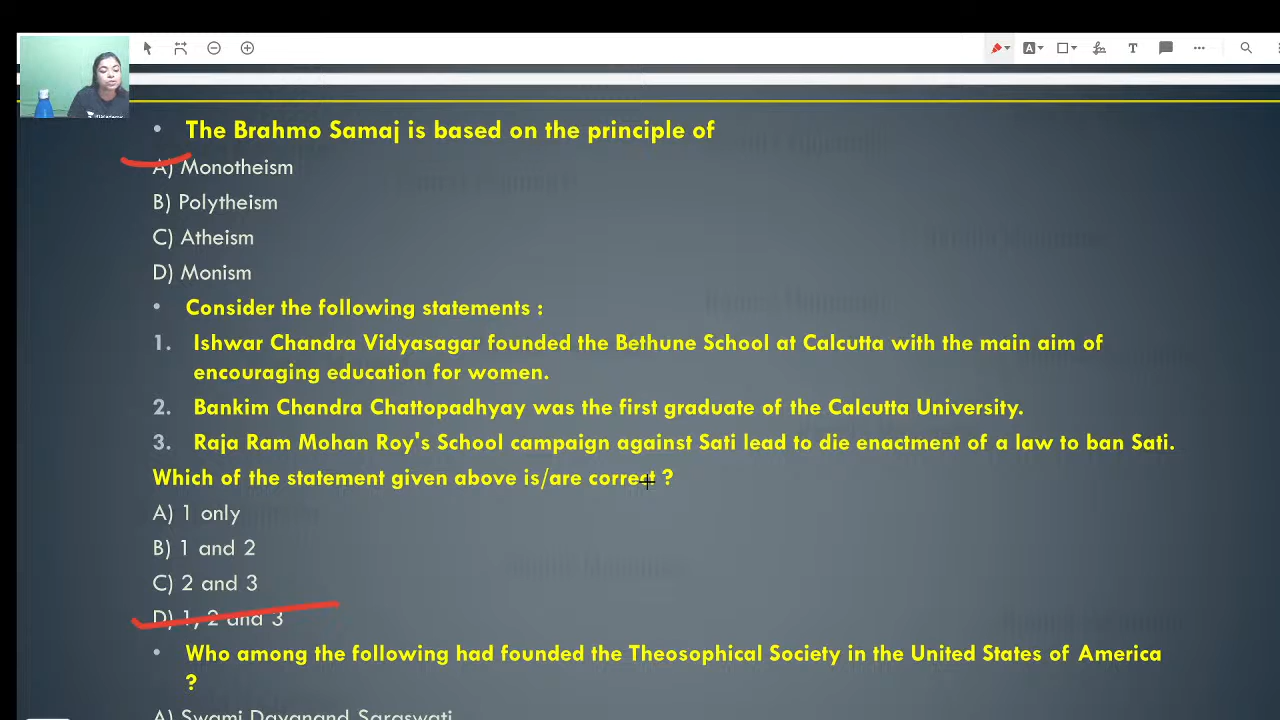 • The Brahmo Samaj is based on the principle of
A) Monotheism
B) Polytheism
C) Atheism
D) Monism
• Consider the following statements :
1. Ishwar Chandra Vidyasagar founded the Bethune School at Calcutta with the main aim of
encouraging education for women.
2. Bankim Chandra Chattopadhyay was the first graduate of the Calcutta University.
3. Raja Ram Mohan Roy's School campaign against Sati lead to die enactment of a law to ban Sati.
Which of the statement given above is/are correct ?
A) 1 only
B) 1 and 2
C) 2 and 3
D) 1, 2 and 3
• Who among the following had founded the Theosophical Society in the United States of America
?
A) Swami Dayanand Saraswati